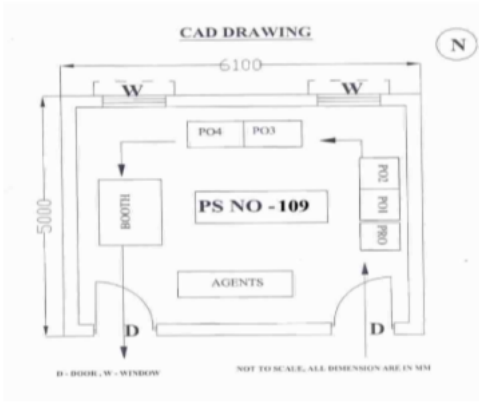 CAD DRAWING
N
6100
W
W
PO4
PO3
PO2
PO1
PRO
5000
BOOTH
PS NO -109
AGENTS
D
D
D - DOOR , W - WINDOW
NOT TO SCALE, ALL DIMENSION ARE IN MM